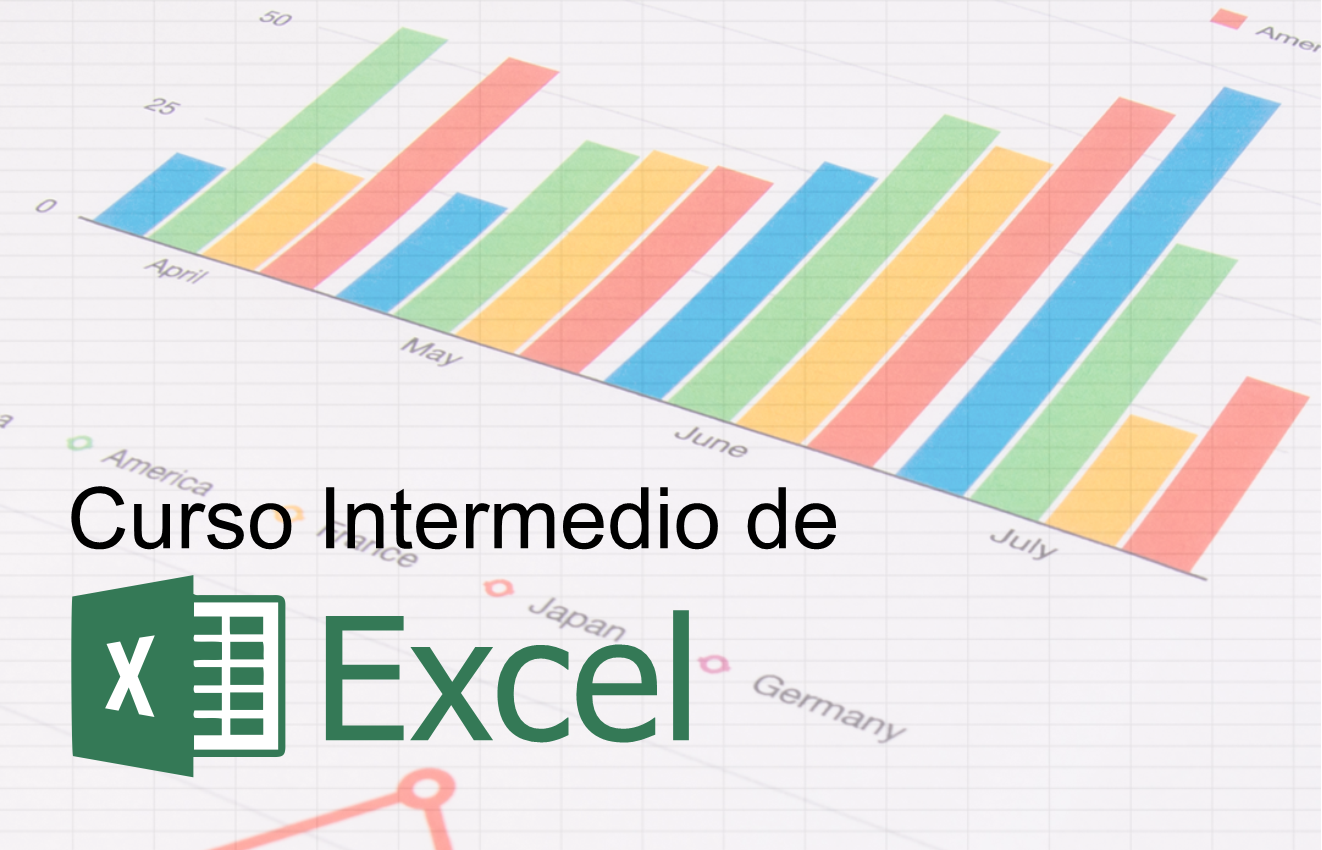 50
25
0
April
May
June
July
America
France
Japan
Germany
Curso Intermedio de
X
Excel